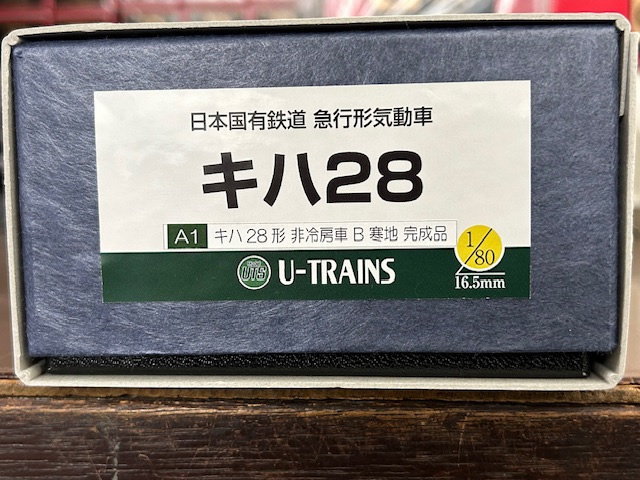 日本国有鉄道 急行形気動車
キハ28
A1 キハ28形 非冷房車 B寒地 完成品
1/80
UTS U-TRAINS
16.5mm